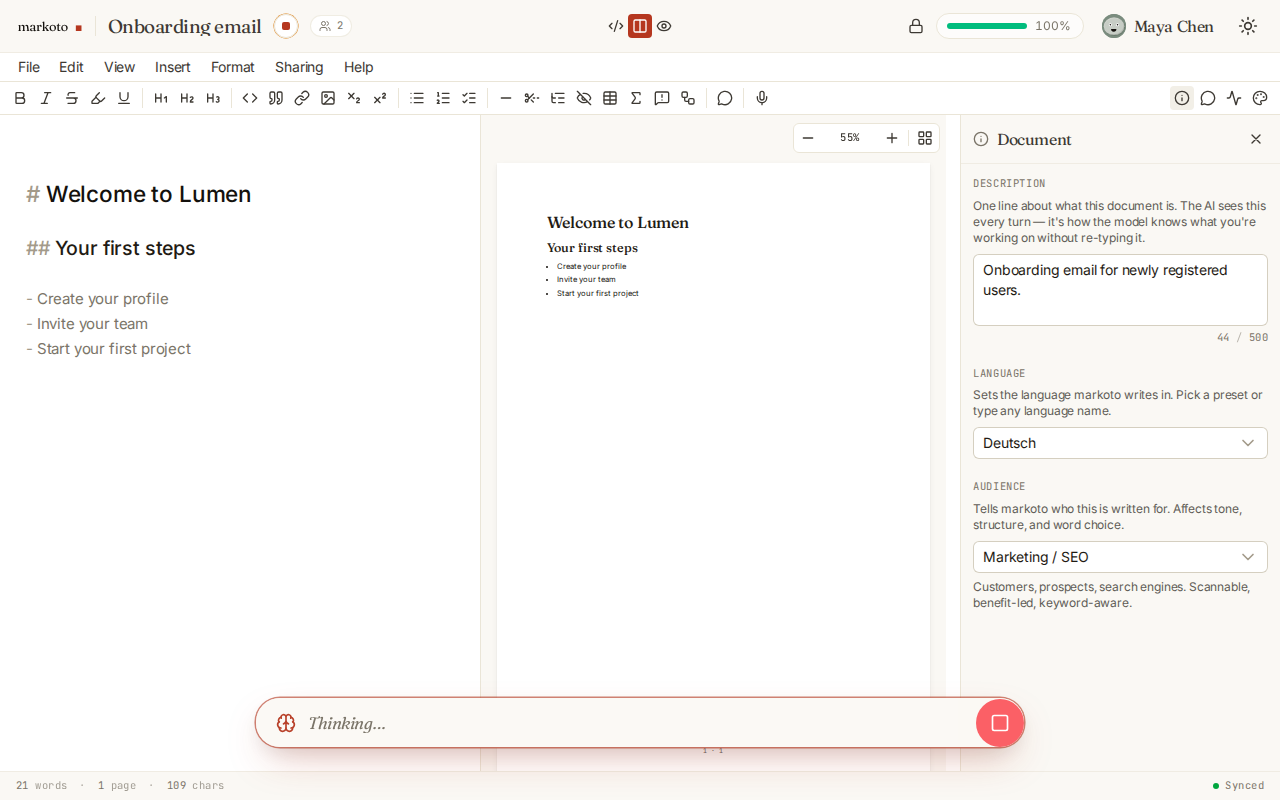 markoto
Onboarding email
2
100%
Maya Chen
File Edit View Insert Format Sharing Help
H1 H2 H3
55%
Document
# Welcome to Lumen
## Your first steps
- Create your profile
- Invite your team
- Start your first project
Welcome to Lumen
Your first steps
• Create your profile
• Invite your team
• Start your first project
1 - 1
DESCRIPTION
One line about what this document is. The AI sees this
every turn — it's how the model knows what you're
working on without re-typing it.
Onboarding email for newly registered
users.
44 / 500
LANGUAGE
Sets the language markoto writes in. Pick a preset or
type any language name.
Deutsch
AUDIENCE
Tells markoto who this is written for. Affects tone,
structure, and word choice.
Marketing / SEO
Customers, prospects, search engines. Scannable,
benefit-led, keyword-aware.
Thinking...
21 words · 1 page · 109 chars
Synced